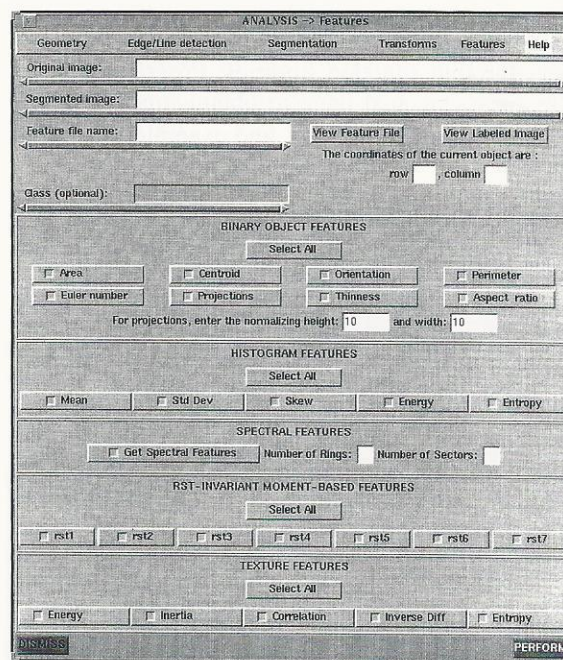 ANALYSIS -> Features
Geometry Edge/Line detection Segmentation Transforms Features Help
Original image:
Segmented image:
Feature file name: View Feature File View Labeled Image
The coordinates of the current object are :
row , column
Class (optional):
BINARY OBJECT FEATURES
Select All
Area Centroid Orientation Perimeter
Euler number Projections Thinness Aspect ratio
For projections, enter the normalizing height: 10 and width: 10
HISTOGRAM FEATURES
Select All
Mean Std Dev Skew Energy Entropy
SPECTRAL FEATURES
Get Spectral Features Number of Rings: Number of Sectors:
RST-INVARIANT MOMENT-BASED FEATURES
Select All
rst1 rst2 rst3 rst4 rst5 rst6 rst7
TEXTURE FEATURES
Select All
Energy Inertia Correlation Inverse Diff Entropy
DISMISS PERFORM